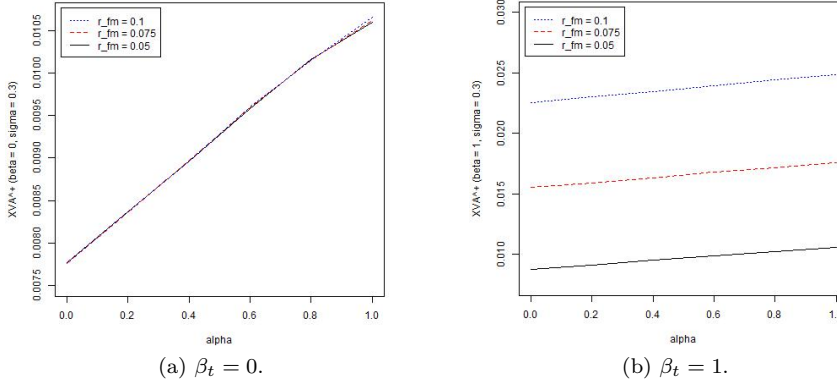 XVA^+ (beta = 0, sigma = 0.3)
0.0105
0.0100
0.0095
0.0090
0.0085
0.0080
0.0075
r_fm = 0.1
r_fm = 0.075
r_fm = 0.05
0.0 0.2 0.4 0.6 0.8 1.0
alpha
(a) βt = 0.
XVA^+ (beta = 1, sigma = 0.3)
0.030
0.025
0.020
0.015
0.010
r_fm = 0.1
r_fm = 0.075
r_fm = 0.05
0.0 0.2 0.4 0.6 0.8 1.
alpha
(b) βt = 1.